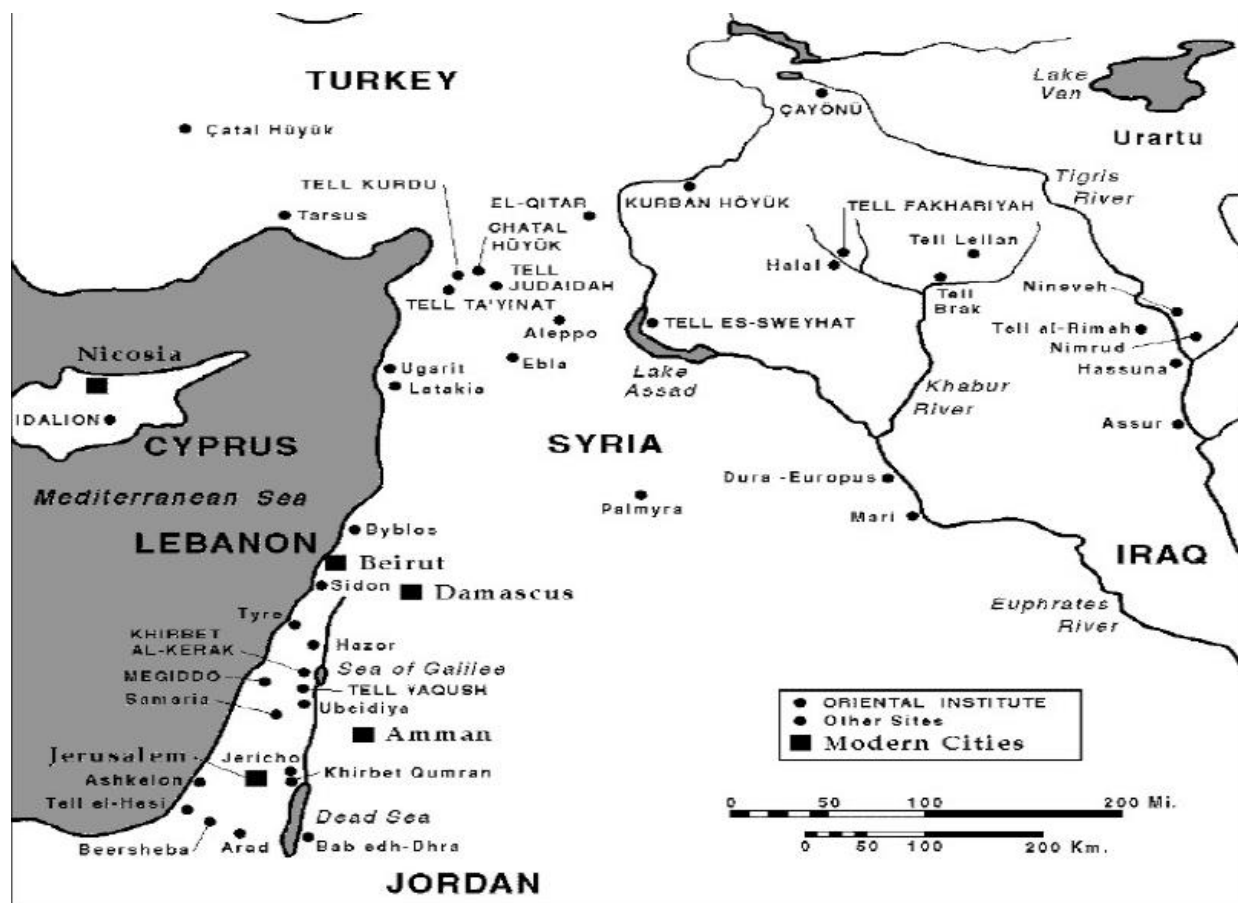 TURKEY
Lake
Van
Urartu
ÇAYÖNÜ
Çatal Hüyük
Tigris
River
TELL KURDU
EL-QITAR
KURBAN HÖYÜK
TELL FAKHARIYAH
Tarsus
CHATAL
HÜYÜK
Tell Leilan
TELL
JUDAIDAH
Halaf
TELL TA'YINAT
Tell
Brak
Nineveh
Aleppo
TELL ES-SWEYHAT
Tell al-Rimah
Nimrud
Nicosia
Ugarit
Ebla
Lake
Assad
Hassuna
Latakia
Khabur
River
IDALION
Assur
CYPRUS
SYRIA
Mediterranean Sea
Dura-Europus
Palmyra
Mari
Byblos
LEBANON
Beirut
IRAQ
Sidon
Damascus
Euphrates
River
Tyre
KHIRBET
AL-KERAK
Hazor
Sea of Galilee
MEGIDDO
TELL YAQUSH
Samaria
Ubeidiya
ORIENTAL INSTITUTE
Other Sites
Modern Cities
Amman
Jerusalem
Jericho
Ashkelon
Khirbet Qumran
Tell el-Hesi
Dead Sea
0 50 100 200 Mi.
Beersheba
Arad
Bab edh-Dhra
0 50 100 200 Km.
JORDAN